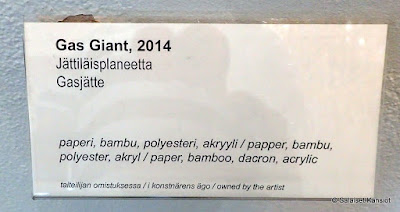 Gas Giant, 2014
Jättiläisplaneetta
Gasjätte
paperi, bambu, polyesteri, akryyli / papper, bambu,
polyester, akryl / paper, bamboo, dacron, acrylic
taiteilijan omistuksessa / i konstnärens ägo / owned by the artist
©SalaisetKansiot